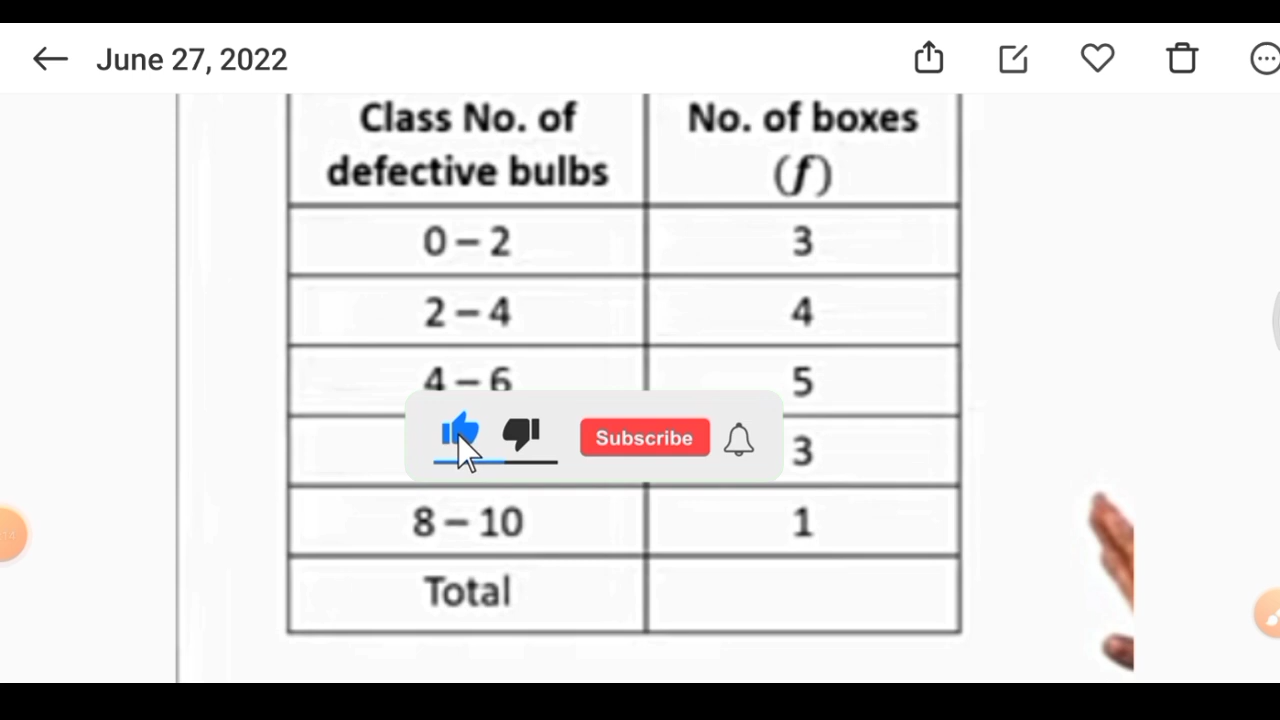 June 27, 2022
Class No. of
defective bulbs
No. of boxes
(f)
0 – 2
3
2 – 4
4
4 – 6
5
Subscribe
3
8 – 10
1
Total